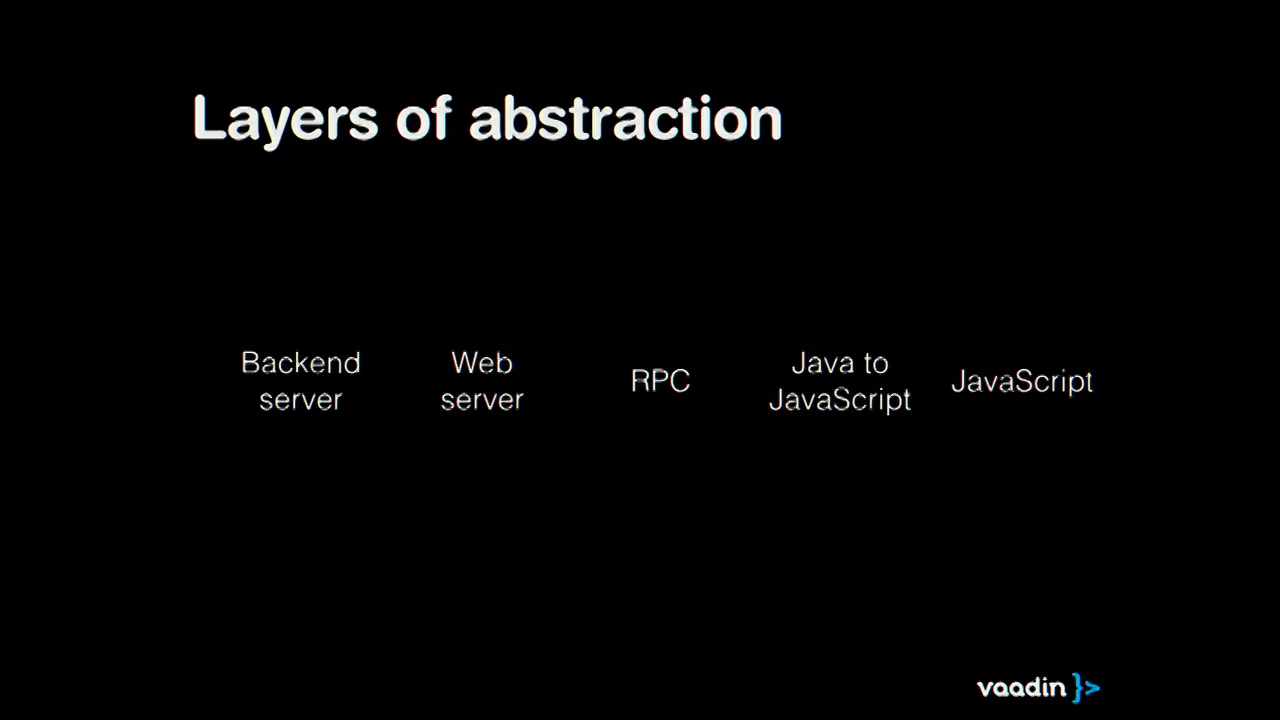 Layers of abstraction
Backend
server
Web
server
RPC
Java to
JavaScript
JavaScript
vaadin }>